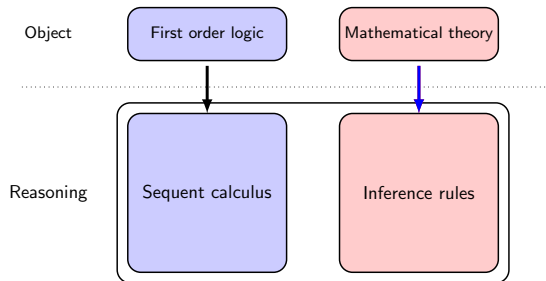 Object
First order logic
Mathematical theory
Reasoning
Sequent calculus
Inference rules